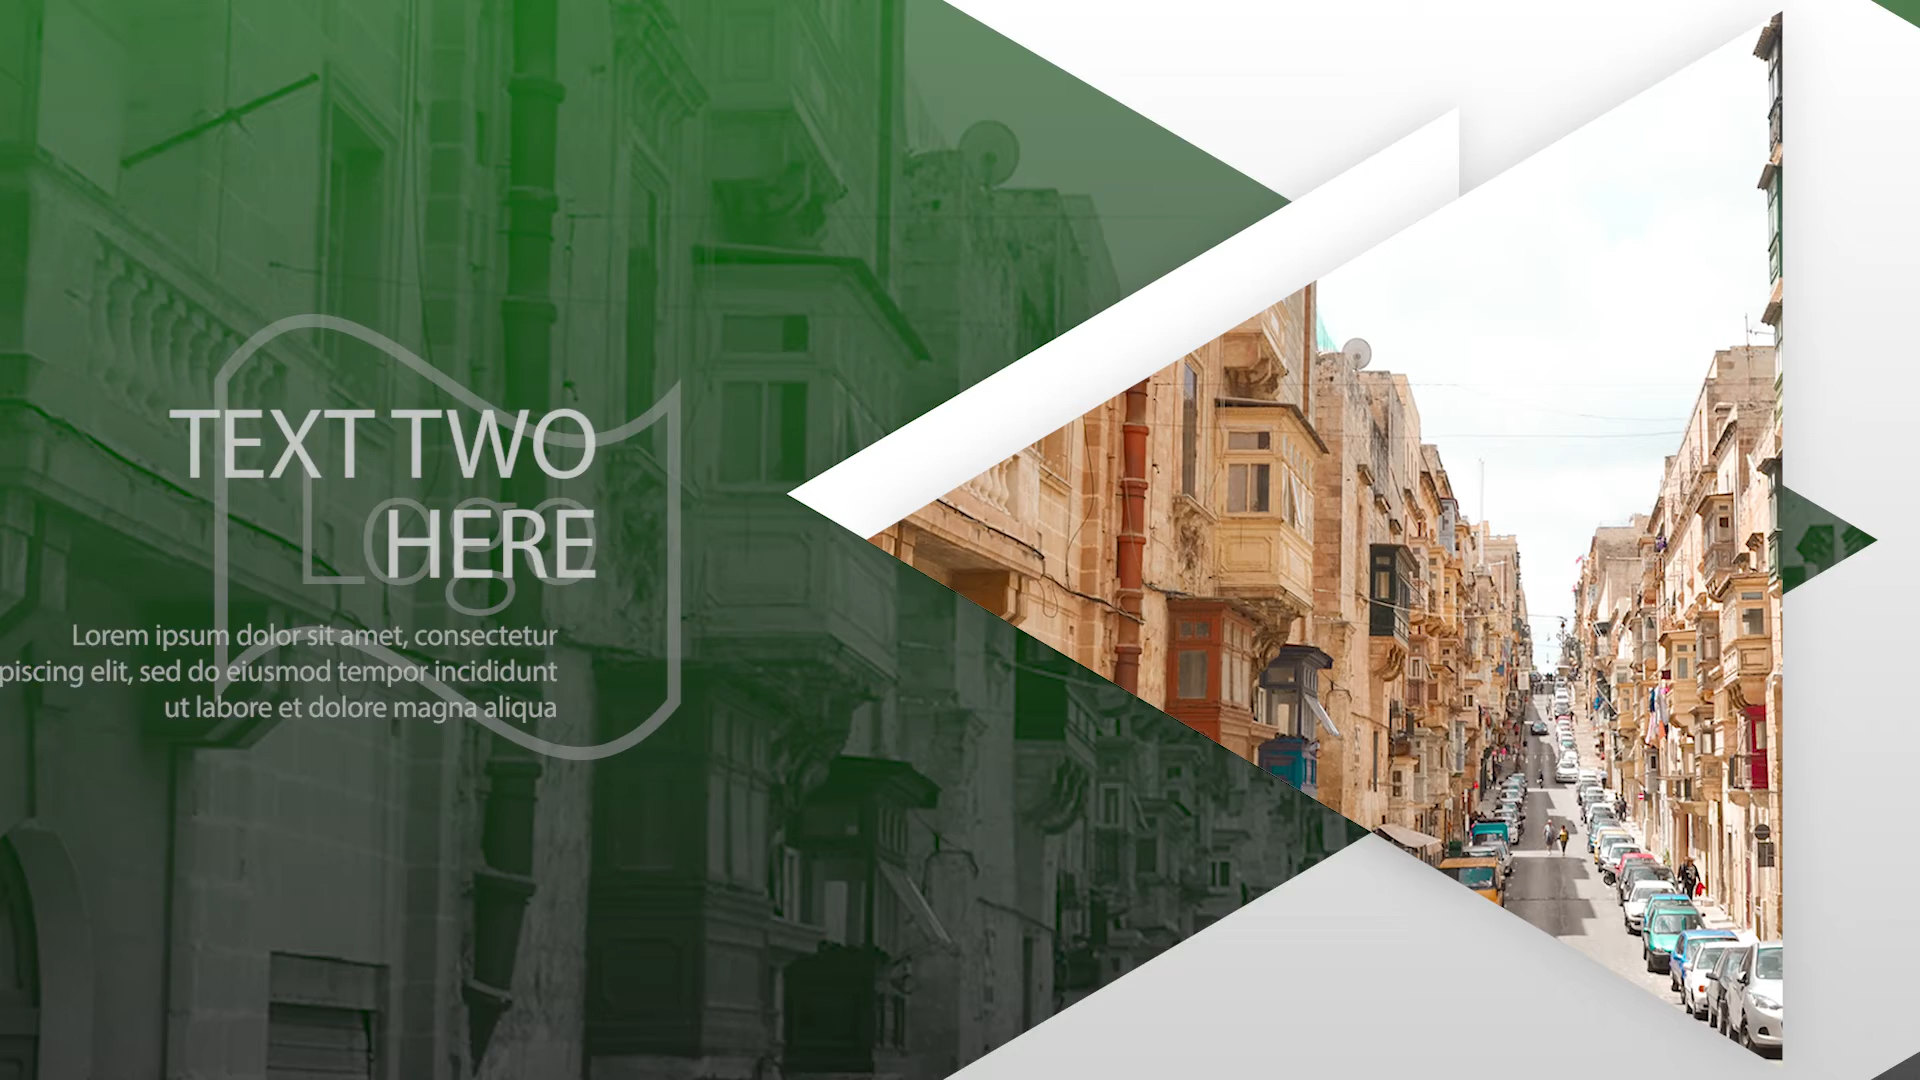 TEXT TWO
HERE
Logo
Lorem ipsum dolor sit amet, consectetur
piscing elit, sed do eiusmod tempor incididunt
ut labore et dolore magna aliqua